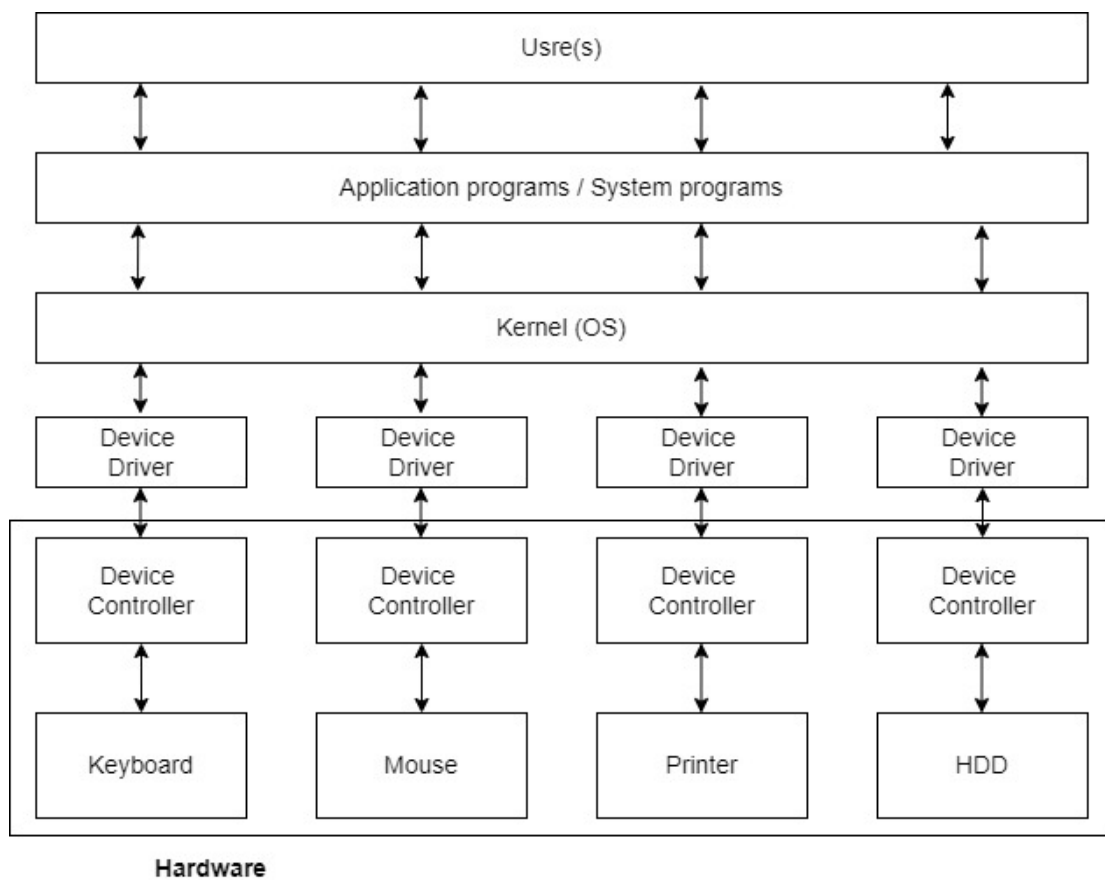 Usre(s)
Application programs / System programs
Kernel (OS)
Device
Driver
Device
Driver
Device
Driver
Device
Driver
Device
Controller
Device
Controller
Device
Controller
Device
Controller
Keyboard
Mouse
Printer
HDD
Hardware